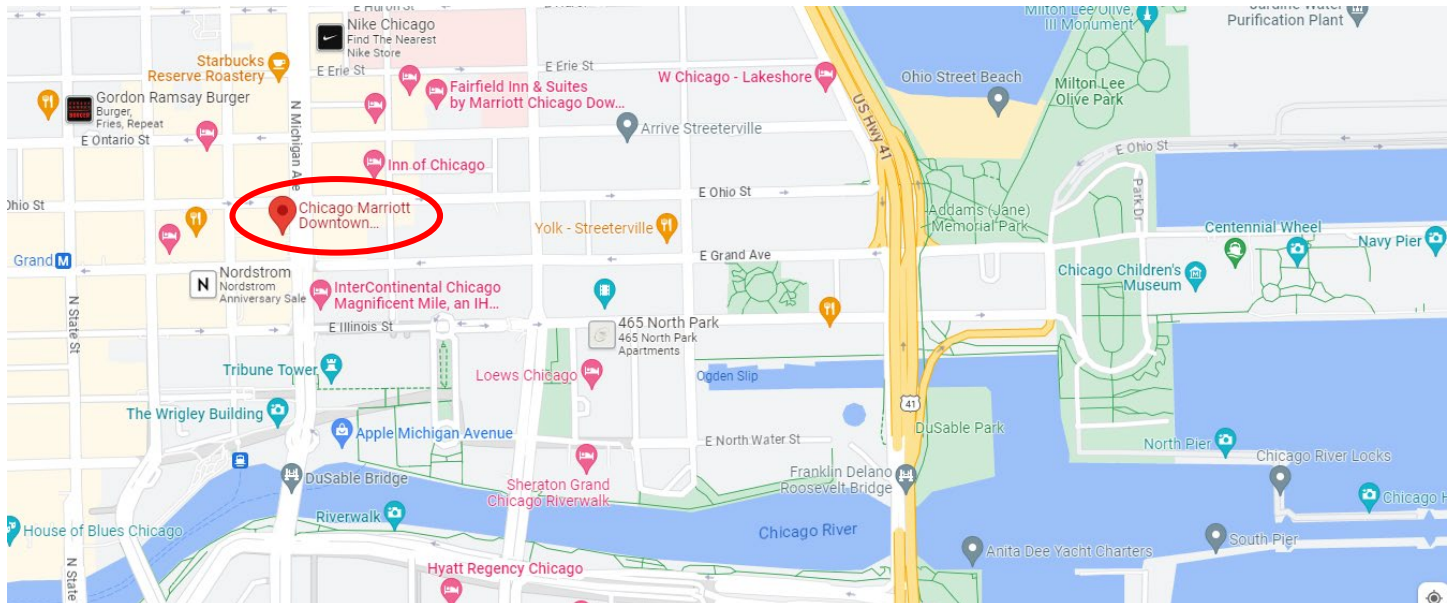 E Huron St
Nike Chicago
Find The Nearest
Nike Store
Milton Lee Olive,
III Monument
Jardine Water
Purification Plant
Starbucks
Reserve Roastery
E Erie St
E Erie St
Fairfield Inn & Suites
by Marriott Chicago Dow...
W Chicago - Lakeshore
Ohio Street Beach
Milton Lee
Olive Park
Gordon Ramsay Burger
Burger,
Fries, Repeat
N Michigan Ave
US Hwy 41
Arrive Streeterville
E Ontario St
E Ohio St
Inn of Chicago
Park Dr
E Ohio St
Ohio St
Chicago Marriott
Downtown...
Addams (Jane)
Memorial Park
Yolk - Streeterville
Centennial Wheel
Navy Pier
Grand M
E Grand Ave
Nordstrom
Nordstrom
Anniversary Sale
N
InterContinental Chicago
Magnificent Mile, an IH...
Chicago Children's
Museum
N State St
E Illinois St
465 North Park
465 North Park
Apartments
Tribune Tower
Loews Chicago
Ogden Slip
41
The Wrigley Building
Apple Michigan Avenue
E North Water St
DuSable Park
North Pier
Chicago River Locks
DuSable Bridge
Sheraton Grand
Chicago Riverwalk
Franklin Delano
Roosevelt Bridge
Chicago H
Riverwalk
House of Blues Chicago
Chicago River
South Pier
Anita Dee Yacht Charters
N State
Hyatt Regency Chicago